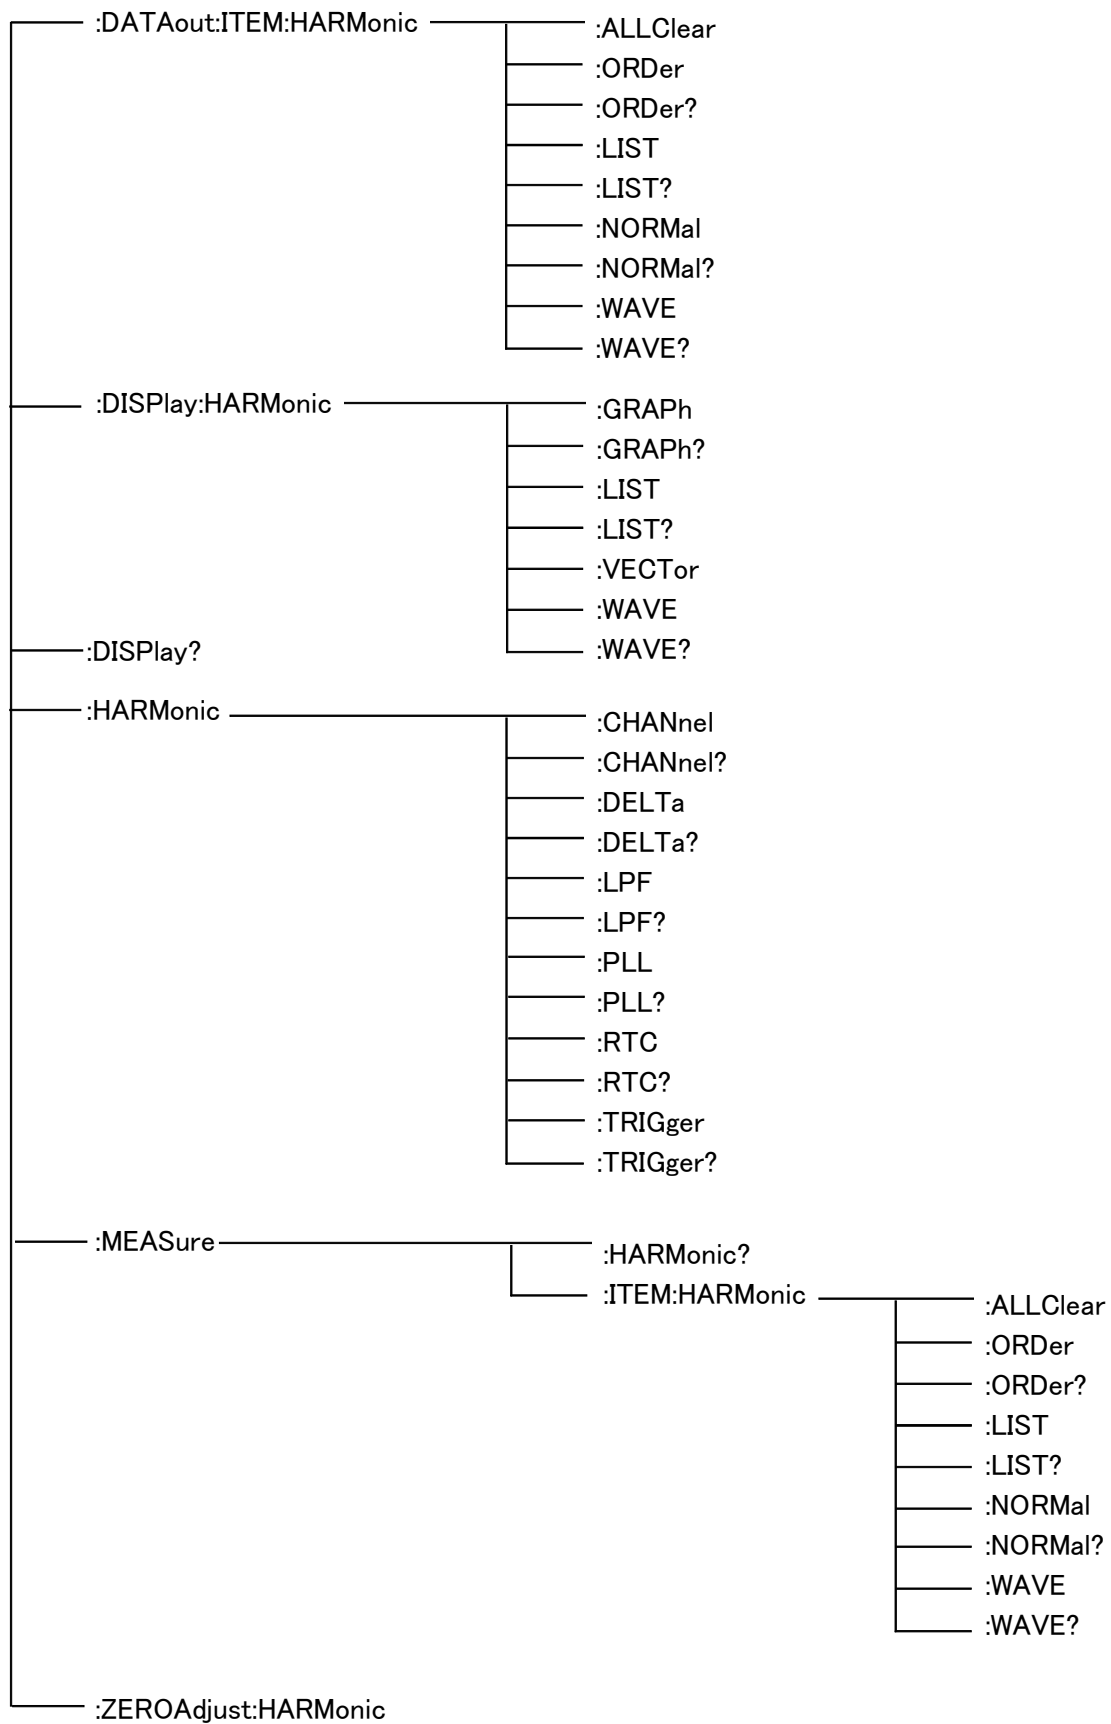 :DATAout:ITEM:HARMonic
:ALLClear
:ORDer
:ORDer?
:LIST
:LIST?
:NORMal
:NORMal?
:WAVE
:WAVE?
:DISPlay:HARMonic
:GRAPh
:GRAPh?
:LIST
:LIST?
:VECTor
:WAVE
:WAVE?
:DISPlay?
:HARMonic
:CHANnel
:CHANnel?
:DELTa
:DELTa?
:LPF
:LPF?
:PLL
:PLL?
:RTC
:RTC?
:TRIGger
:TRIGger?
:MEASure
:HARMonic?
:ITEM:HARMonic
:ALLClear
:ORDer
:ORDer?
:LIST
:LIST?
:NORMal
:NORMal?
:WAVE
:WAVE?
:ZEROAdjust:HARMonic